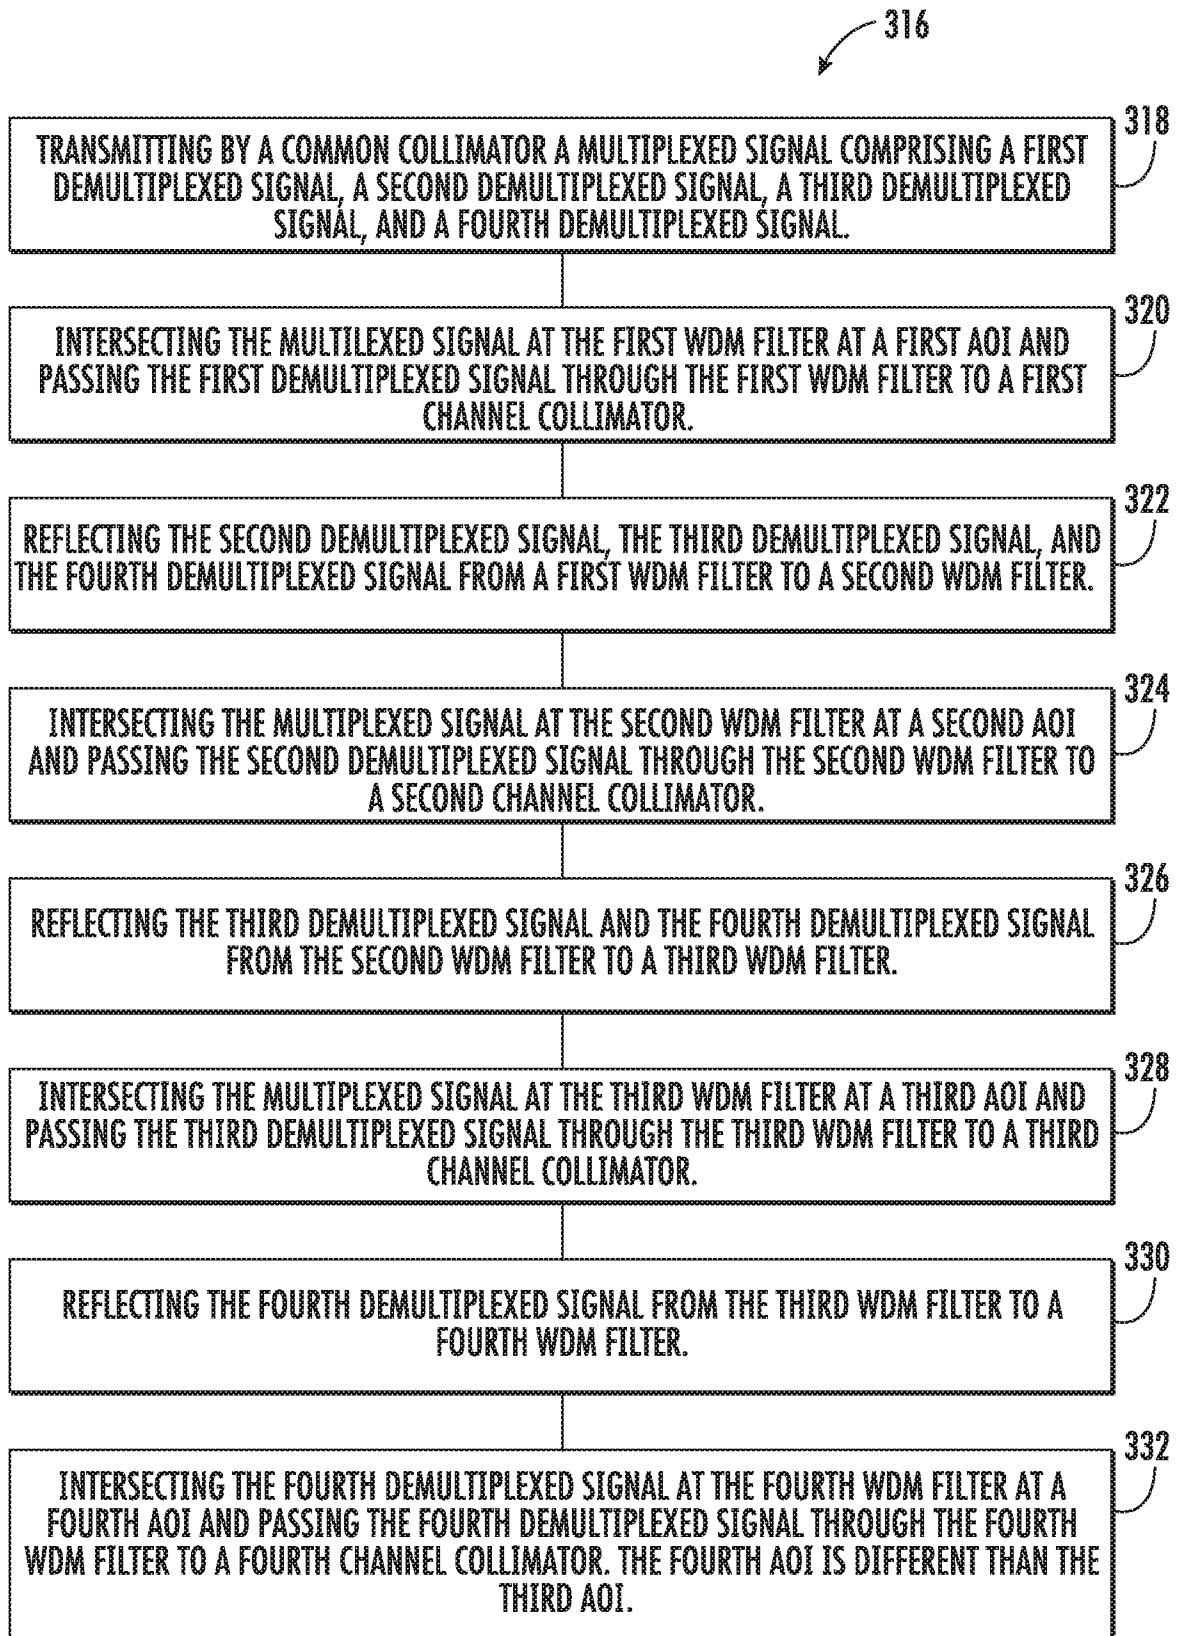 316
318
TRANSMITTING BY A COMMON COLLIMATOR A MULTIPLEXED SIGNAL COMPRISING A FIRST
DEMULTIPLEXED SIGNAL, A SECOND DEMULTIPLEXED SIGNAL, A THIRD DEMULTIPLEXED
SIGNAL, AND A FOURTH DEMULTIPLEXED SIGNAL.
320
INTERSECTING THE MULTILEXED SIGNAL AT THE FIRST WDM FILTER AT A FIRST AOI AND
PASSING THE FIRST DEMULTIPLEXED SIGNAL THROUGH THE FIRST WDM FILTER TO A FIRST
CHANNEL COLLIMATOR.
322
REFLECTING THE SECOND DEMULTIPLEXED SIGNAL, THE THIRD DEMULTIPLEXED SIGNAL, AND
THE FOURTH DEMULTIPLEXED SIGNAL FROM A FIRST WDM FILTER TO A SECOND WDM FILTER.
324
INTERSECTING THE MULTIPLEXED SIGNAL AT THE SECOND WDM FILTER AT A SECOND AOI
AND PASSING THE SECOND DEMULTIPLEXED SIGNAL THROUGH THE SECOND WDM FILTER TO
A SECOND CHANNEL COLLIMATOR.
326
REFLECTING THE THIRD DEMULTIPLEXED SIGNAL AND THE FOURTH DEMULTIPLEXED SIGNAL
FROM THE SECOND WDM FILTER TO A THIRD WDM FILTER.
328
INTERSECTING THE MULTIPLEXED SIGNAL AT THE THIRD WDM FILTER AT A THIRD AOI AND
PASSING THE THIRD DEMULTIPLEXED SIGNAL THROUGH THE THIRD WDM FILTER TO A THIRD
CHANNEL COLLIMATOR.
330
REFLECTING THE FOURTH DEMULTIPLEXED SIGNAL FROM THE THIRD WDM FILTER TO A
FOURTH WDM FILTER.
332
INTERSECTING THE FOURTH DEMULTIPLEXED SIGNAL AT THE FOURTH WDM FILTER AT A
FOURTH AOI AND PASSING THE FOURTH DEMULTIPLEXED SIGNAL THROUGH THE FOURTH
WDM FILTER TO A FOURTH CHANNEL COLLIMATOR. THE FOURTH AOI IS DIFFERENT THAN THE
THIRD AOI.